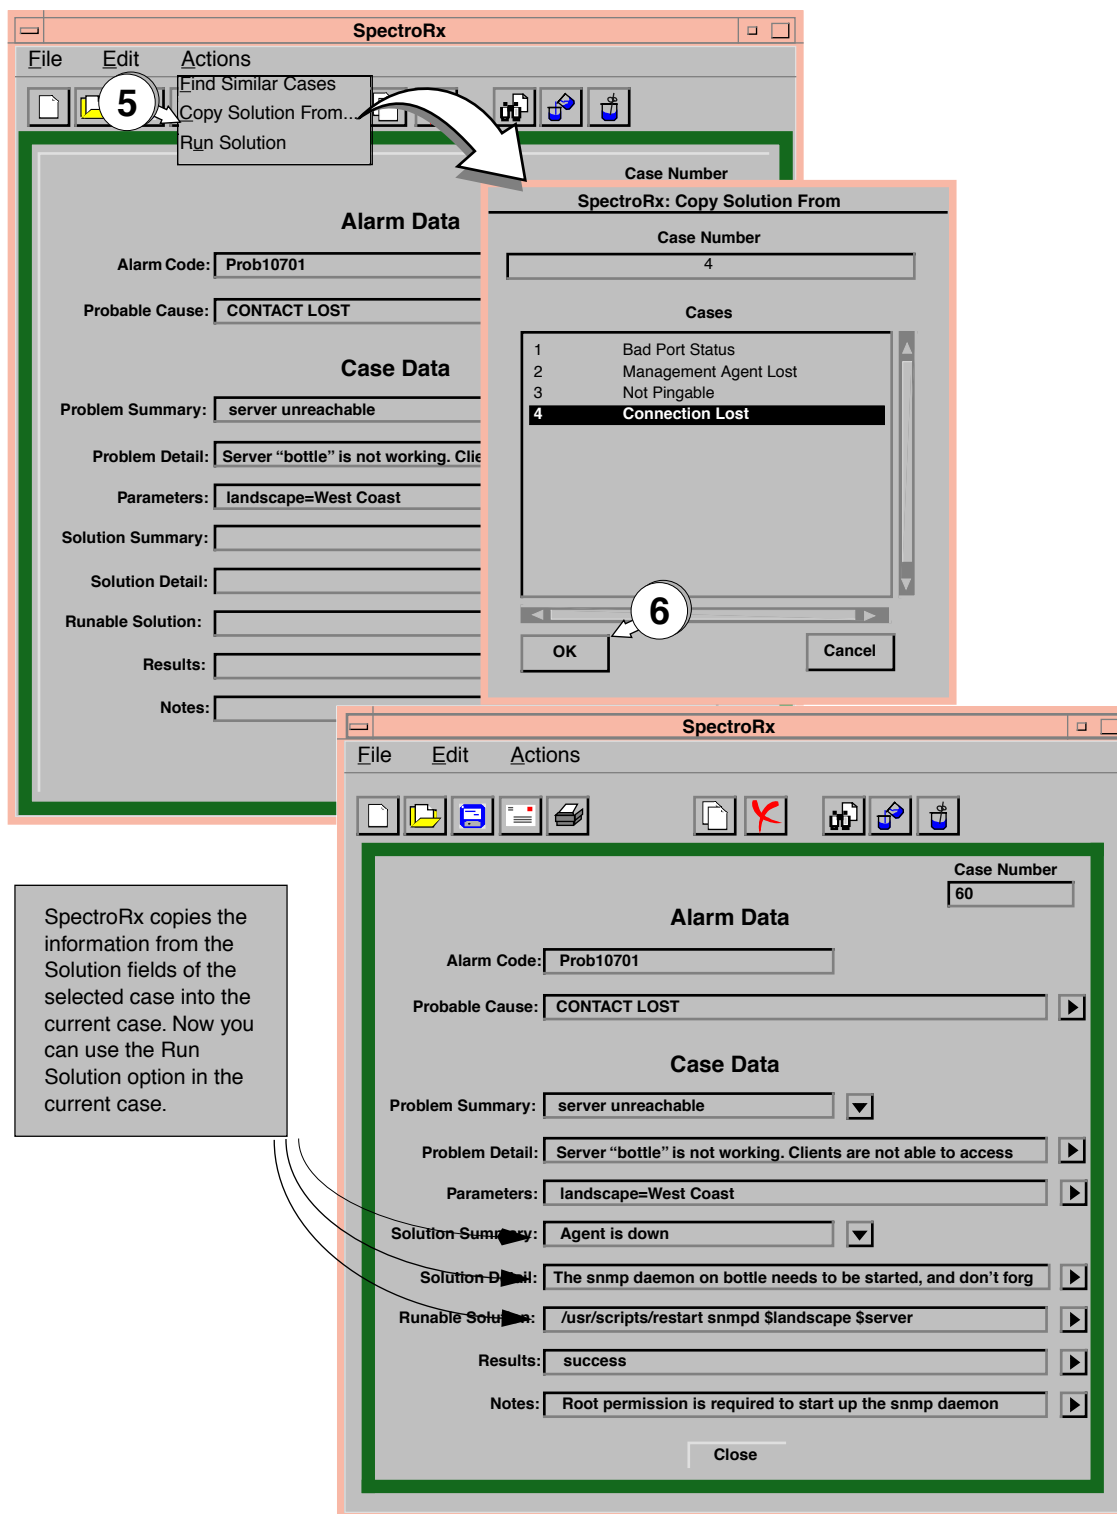 SpectroRx
File Edit Actions
Find Similar Cases
Copy Solution From...
Run Solution
5
Case Number
Alarm Data
Alarm Code: Prob10701
Probable Cause: CONTACT LOST
Case Data
Problem Summary: server unreachable
Problem Detail: Server “bottle” is not working. Clie
Parameters: landscape=West Coast
Solution Summary:
Solution Detail:
Runable Solution:
Results:
Notes:
SpectroRx: Copy Solution From
Case Number
4
Cases
1 Bad Port Status
2 Management Agent Lost
3 Not Pingable
4 Connection Lost
6
OK Cancel
SpectroRx
File Edit Actions
Case Number
60
Alarm Data
Alarm Code: Prob10701
Probable Cause: CONTACT LOST
Case Data
Problem Summary: server unreachable
Problem Detail: Server “bottle” is not working. Clients are not able to access
Parameters: landscape=West Coast
Solution Summary: Agent is down
Solution Detail: The snmp daemon on bottle needs to be started, and don’t forg
Runable Solution: /usr/scripts/restart snmpd $landscape $server
Results: success
Notes: Root permission is required to start up the snmp daemon
Close
SpectroRx copies the
information from the
Solution fields of the
selected case into the
current case. Now you
can use the Run
Solution option in the
current case.